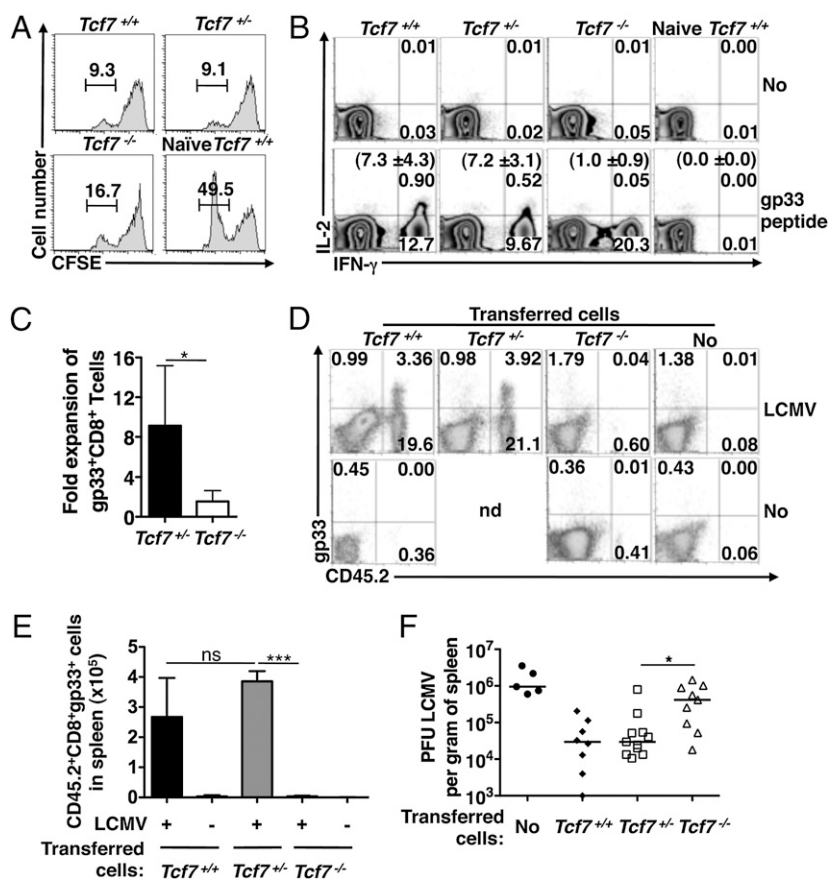 A
Tcf7 +/+ Tcf7 +/-
9.3 9.1
Tcf7 -/- Naïve Tcf7 +/+
16.7 49.5
Cell number
CFSE
B
Tcf7 +/+ Tcf7 +/- Tcf7 -/- Naive Tcf7 +/+
0.01 0.01 0.01 0.00
No
0.03 0.02 0.05 0.01
(7.3 ±4.3) (7.2 ±3.1) (1.0 ±0.9) (0.0 ±0.0)
0.90 0.52 0.05 0.00
gp33
peptide
12.7 9.67 20.3 0.01
IL-2
IFN-γ
C
Fold expansion of
gp33+CD8+ Tcells
16
12
8
4
0
*
Tcf7 +/- Tcf7 -/-
D
Transferred cells
Tcf7 +/+ Tcf7 +/- Tcf7 -/- No
0.99 3.36 0.98 3.92 1.79 0.04 1.38 0.01
LCMV
19.6 21.1 0.60 0.08
0.45 0.00 0.36 0.01 0.43 0.00
nd
No
0.36 0.41 0.06
gp33
CD45.2
E
CD45.2+CD8+gp33+ cells
in spleen (x10⁵)
5
4
3
2
1
0
ns ***
LCMV + - + + -
Transferred
cells: Tcf7 +/+ Tcf7 +/- Tcf7 -/-
F
PFU LCMV
per gram of spleen
10⁷
10⁶
10⁵
10⁴
10³
*
Transferred
cells: No Tcf7 +/+ Tcf7 +/- Tcf7 -/-